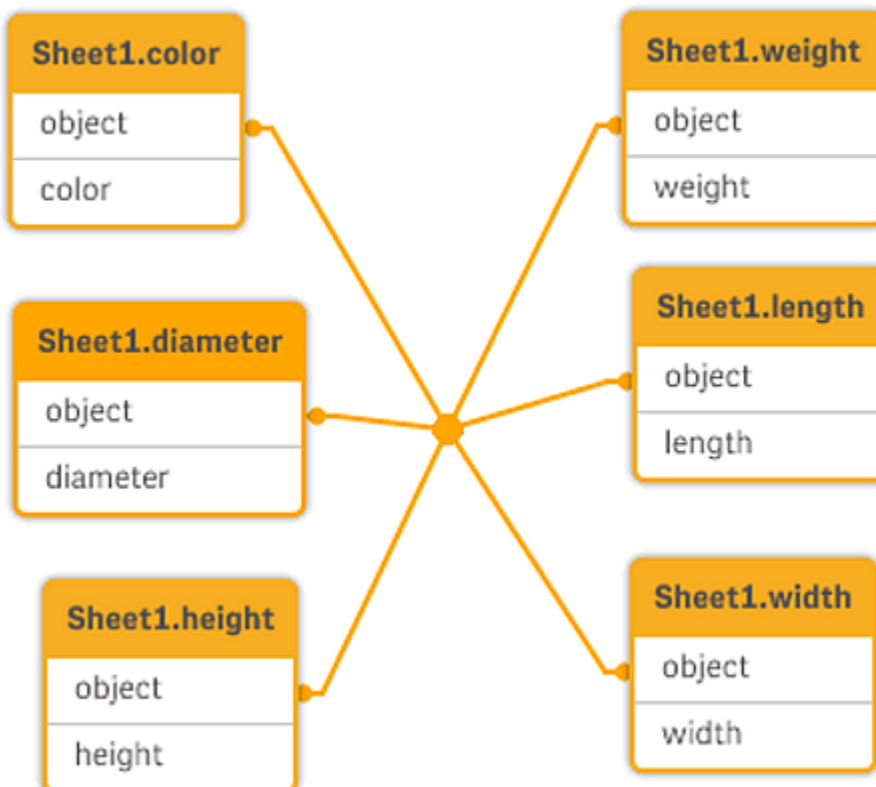 Sheet1.color
object
color
Sheet1.diameter
object
diameter
Sheet1.height
object
height
Sheet1.weight
object
weight
Sheet1.length
object
length
Sheet1.width
object
width